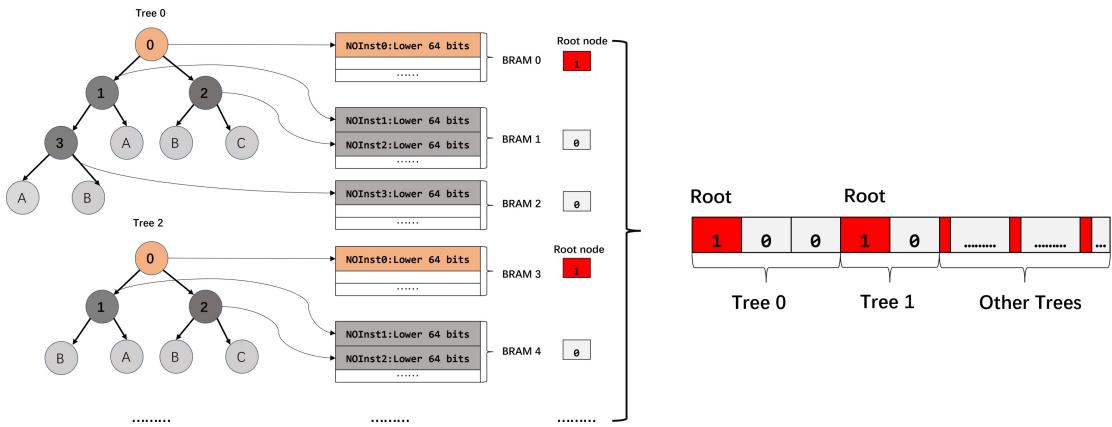 Tree 0
0
1
2
3
A
B
C
A
B
NOInst0:Lower 64 bits
......
BRAM 0
Root node
1
NOInst1:Lower 64 bits
NOInst2:Lower 64 bits
......
BRAM 1
0
NOInst3:Lower 64 bits
......
BRAM 2
0
Tree 2
0
1
2
B
A
B
C
NOInst0:Lower 64 bits
......
BRAM 3
Root node
1
NOInst1:Lower 64 bits
NOInst2:Lower 64 bits
......
BRAM 4
0
......... ......... .........
Root Root
1 0 0 1 0 ......... ......... ...
Tree 0 Tree 1 Other Trees